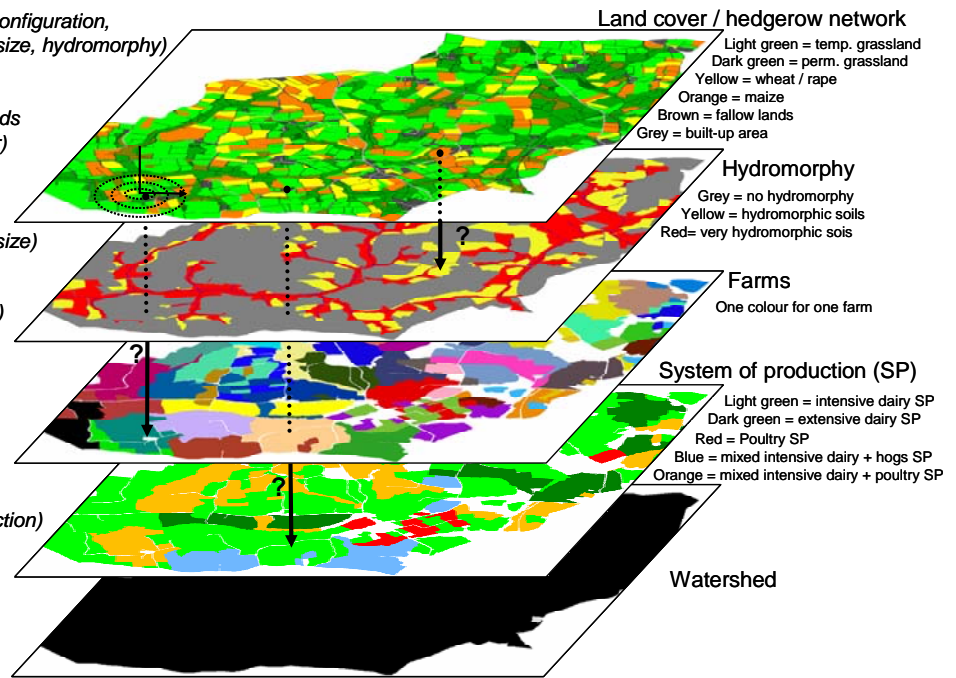 onfiguration,
size, hydromorphy)
ds
r)
size)
)
ction)
Land cover / hedgerow network
Light green = temp. grassland
Dark green = perm. grassland
Yellow = wheat / rape
Orange = maize
Brown = fallow lands
Grey = built-up area
Hydromorphy
Grey = no hydromorphy
Yellow = hydromorphic soils
Red= very hydromorphic sois
?
Farms
One colour for one farm
?
System of production (SP)
Light green = intensive dairy SP
Dark green = extensive dairy SP
Red = Poultry SP
Blue = mixed intensive dairy + hogs SP
Orange = mixed intensive dairy + poultry SP
?
Watershed